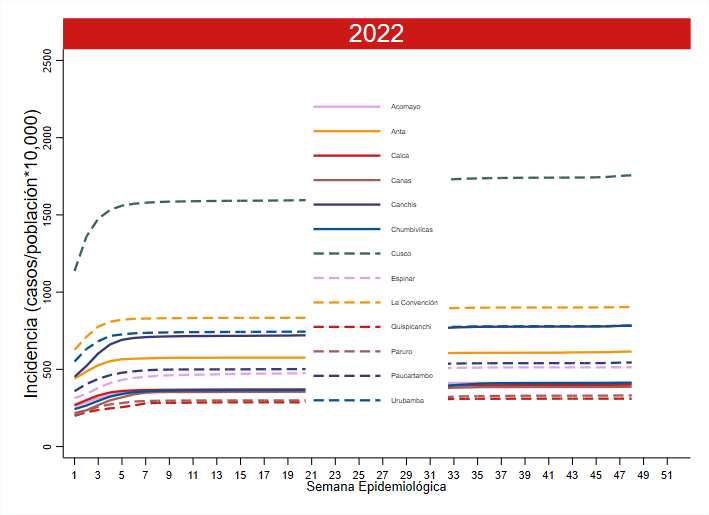 2022
Incidencia (casos/población*10,000)
2500
2000
1500
1000
500
0
Acomayo
Anta
Calca
Canas
Canchis
Chumbivilcas
Cusco
Espinar
La Convención
Quispicanchi
Paruro
Paucartambo
Urubamba
1 3 5 7 9 11 13 15 17 19 21 23 25 27 29 31 33 35 37 39 41 43 45 47 49 51
Semana Epidemiológica